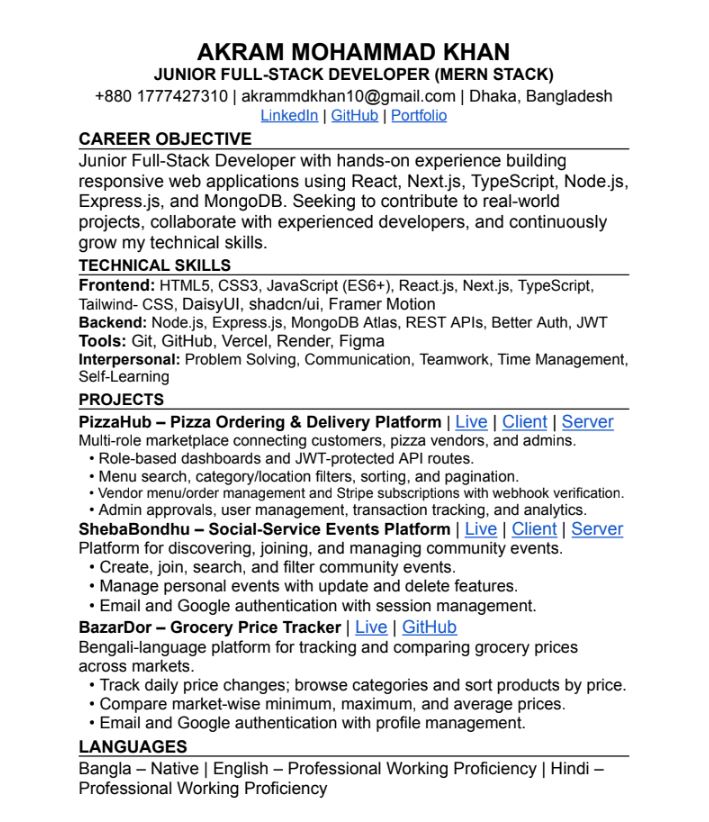 AKRAM MOHAMMAD KHAN
JUNIOR FULL-STACK DEVELOPER (MERN STACK)
+880 1777427310 | akrammdkhan10@gmail.com | Dhaka, Bangladesh
LinkedIn | GitHub | Portfolio
CAREER OBJECTIVE
Junior Full-Stack Developer with hands-on experience building
responsive web applications using React, Next.js, TypeScript, Node.js,
Express.js, and MongoDB. Seeking to contribute to real-world
projects, collaborate with experienced developers, and continuously
grow my technical skills.
TECHNICAL SKILLS
Frontend: HTML5, CSS3, JavaScript (ES6+), React.js, Next.js, TypeScript,
Tailwind- CSS, DaisyUI, shadcn/ui, Framer Motion
Backend: Node.js, Express.js, MongoDB Atlas, REST APIs, Better Auth, JWT
Tools: Git, GitHub, Vercel, Render, Figma
Interpersonal: Problem Solving, Communication, Teamwork, Time Management,
Self-Learning
PROJECTS
PizzaHub – Pizza Ordering & Delivery Platform | Live | Client | Server
Multi-role marketplace connecting customers, pizza vendors, and admins.
• Role-based dashboards and JWT-protected API routes.
• Menu search, category/location filters, sorting, and pagination.
• Vendor menu/order management and Stripe subscriptions with webhook verification.
• Admin approvals, user management, transaction tracking, and analytics.
ShebaBondhu – Social-Service Events Platform | Live | Client | Server
Platform for discovering, joining, and managing community events.
• Create, join, search, and filter community events.
• Manage personal events with update and delete features.
• Email and Google authentication with session management.
BazarDor – Grocery Price Tracker | Live | GitHub
Bengali-language platform for tracking and comparing grocery prices
across markets.
• Track daily price changes; browse categories and sort products by price.
• Compare market-wise minimum, maximum, and average prices.
• Email and Google authentication with profile management.
LANGUAGES
Bangla – Native | English – Professional Working Proficiency | Hindi –
Professional Working Proficiency